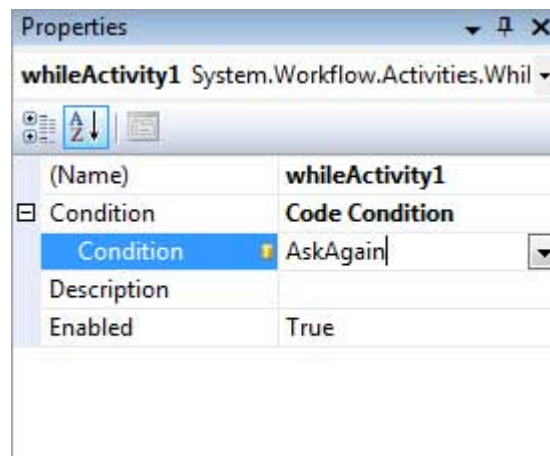 Properties
whileActivity1 System.Workflow.Activities.Whil
A
Z
(Name) whileActivity1
Condition Code Condition
Condition AskAgain
Description
Enabled True